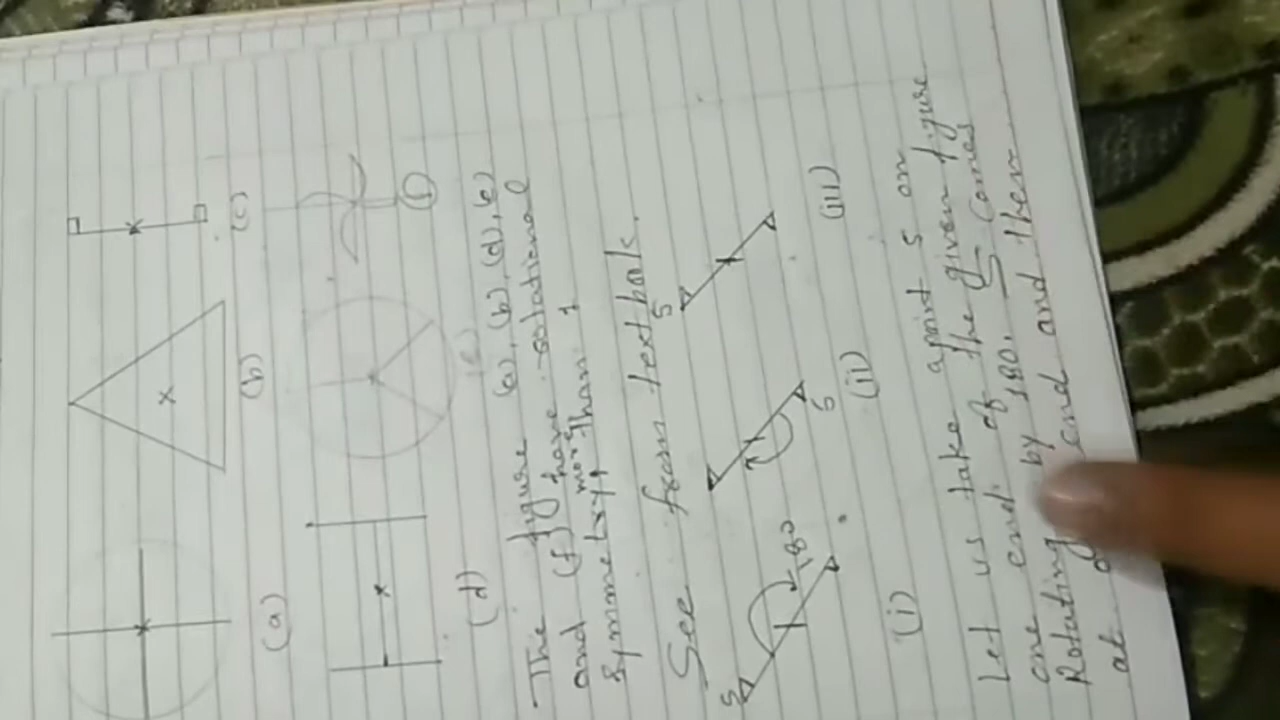 (a) (b) (c)
(d) (e) (f)
The figure (a), (b), (d), (e)
and (f) have rotational
symmetry more than 1
See from textbook.
S 180 S S
(i) (ii) (iii)
Let us take a point S on
one end of the given figure
Rotating by 180. S comes
at end and then